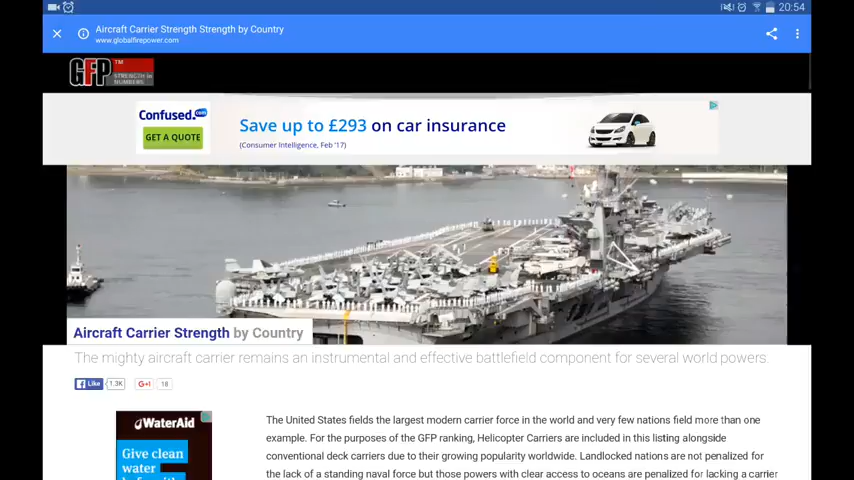 20:54
Aircraft Carrier Strength Strength by Country
www.globalfirepower.com
GFP™
STRENGTH in
NUMBERS
Confused.com
GET A QUOTE
Save up to £293 on car insurance
(Consumer Intelligence, Feb '17)
Aircraft Carrier Strength by Country
The mighty aircraft carrier remains an instrumental and effective battlefield component for several world powers.
Like 1.3K G+1 18
WaterAid
Give clean
water
The United States fields the largest modern carrier force in the world and very few nations field more than one
example. For the purposes of the GFP ranking, Helicopter Carriers are included in this listing alongside
conventional deck carriers due to their growing popularity worldwide. Landlocked nations are not penalized for
the lack of a standing naval force but those powers with clear access to oceans are penalized for lacking a carrier